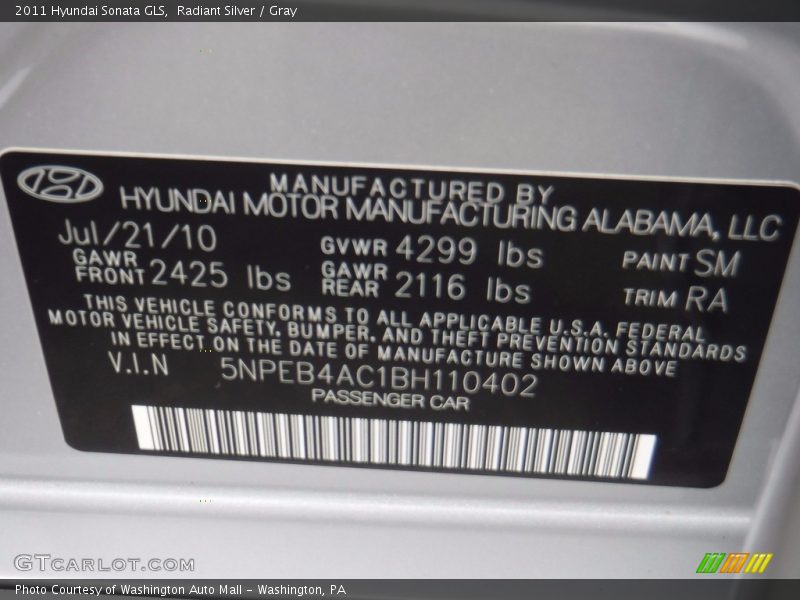 2011 Hyundai Sonata GLS, Radiant Silver / Gray
MANUFACTURED BY
HYUNDAI MOTOR MANUFACTURING ALABAMA, LLC
Jul/21/10 GVWR 4299 lbs PAINT SM
GAWR FRONT 2425 lbs GAWR REAR 2116 lbs TRIM RA
THIS VEHICLE CONFORMS TO ALL APPLICABLE U.S.A. FEDERAL
MOTOR VEHICLE SAFETY, BUMPER, AND THEFT PREVENTION STANDARDS
IN EFFECT ON THE DATE OF MANUFACTURE SHOWN ABOVE
V.I.N 5NPEB4AC1BH110402
PASSENGER CAR
GTCARLOT.COM
Photo Courtesy of Washington Auto Mall - Washington, PA